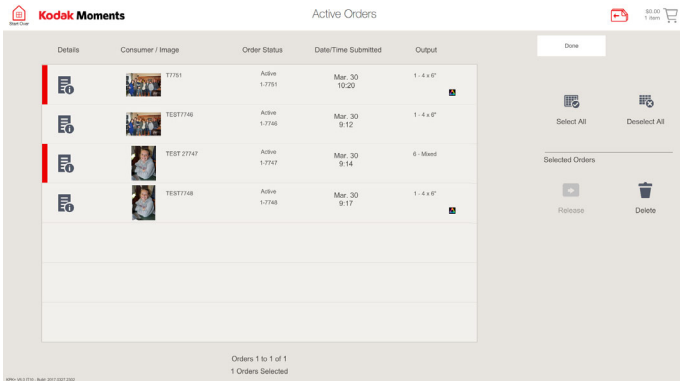 Start Over
Kodak Moments
Active Orders
$0.00
1 Item
Details
Consumer / Image
Order Status
Date/Time Submitted
Output
Done
T7751
Active
1-7751
Mar. 30
10:20
1 - 4 x 6"
TEST7746
Active
1-7746
Mar. 30
9:12
1 - 4 x 6"
TEST 27747
Active
1-7747
Mar. 30
9:14
6 - Mixed
TEST7748
Active
1-7748
Mar. 30
9:17
1 - 4 x 6"
Select All
Deselect All
Selected Orders
Release
Delete
Orders 1 to 1 of 1
1 Orders Selected